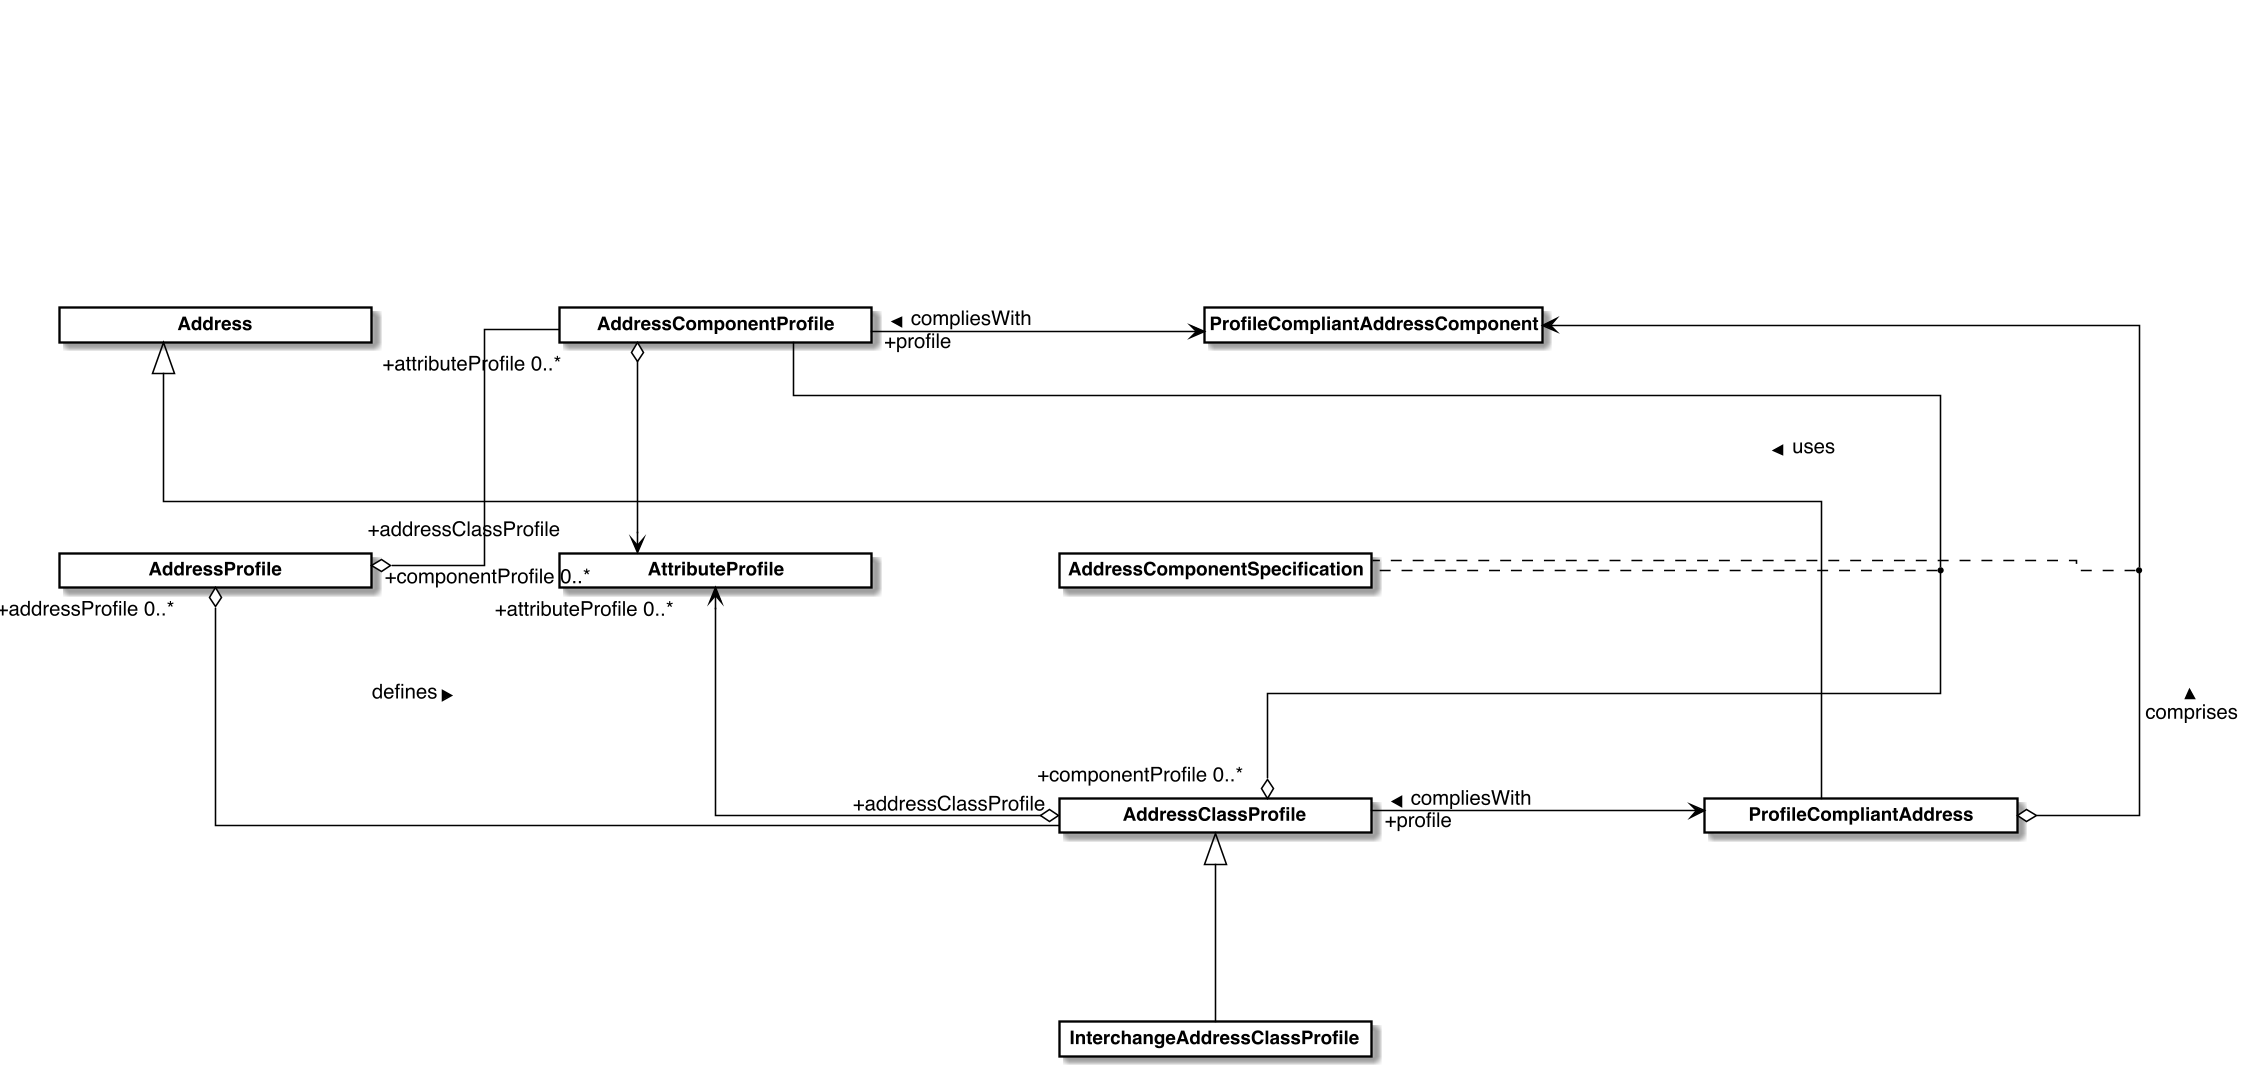 Address
AddressComponentProfile
◄ compliesWith
+profile
ProfileCompliantAddressComponent
+attributeProfile 0..*
◄ uses
+addressClassProfile
AddressProfile
+componentProfile 0..*
AttributeProfile
AddressComponentSpecification
+addressProfile 0..*
+attributeProfile 0..*
defines ►
▲
comprises
+componentProfile 0..*
+addressClassProfile
AddressClassProfile
◄ compliesWith
+profile
ProfileCompliantAddress
InterchangeAddressClassProfile